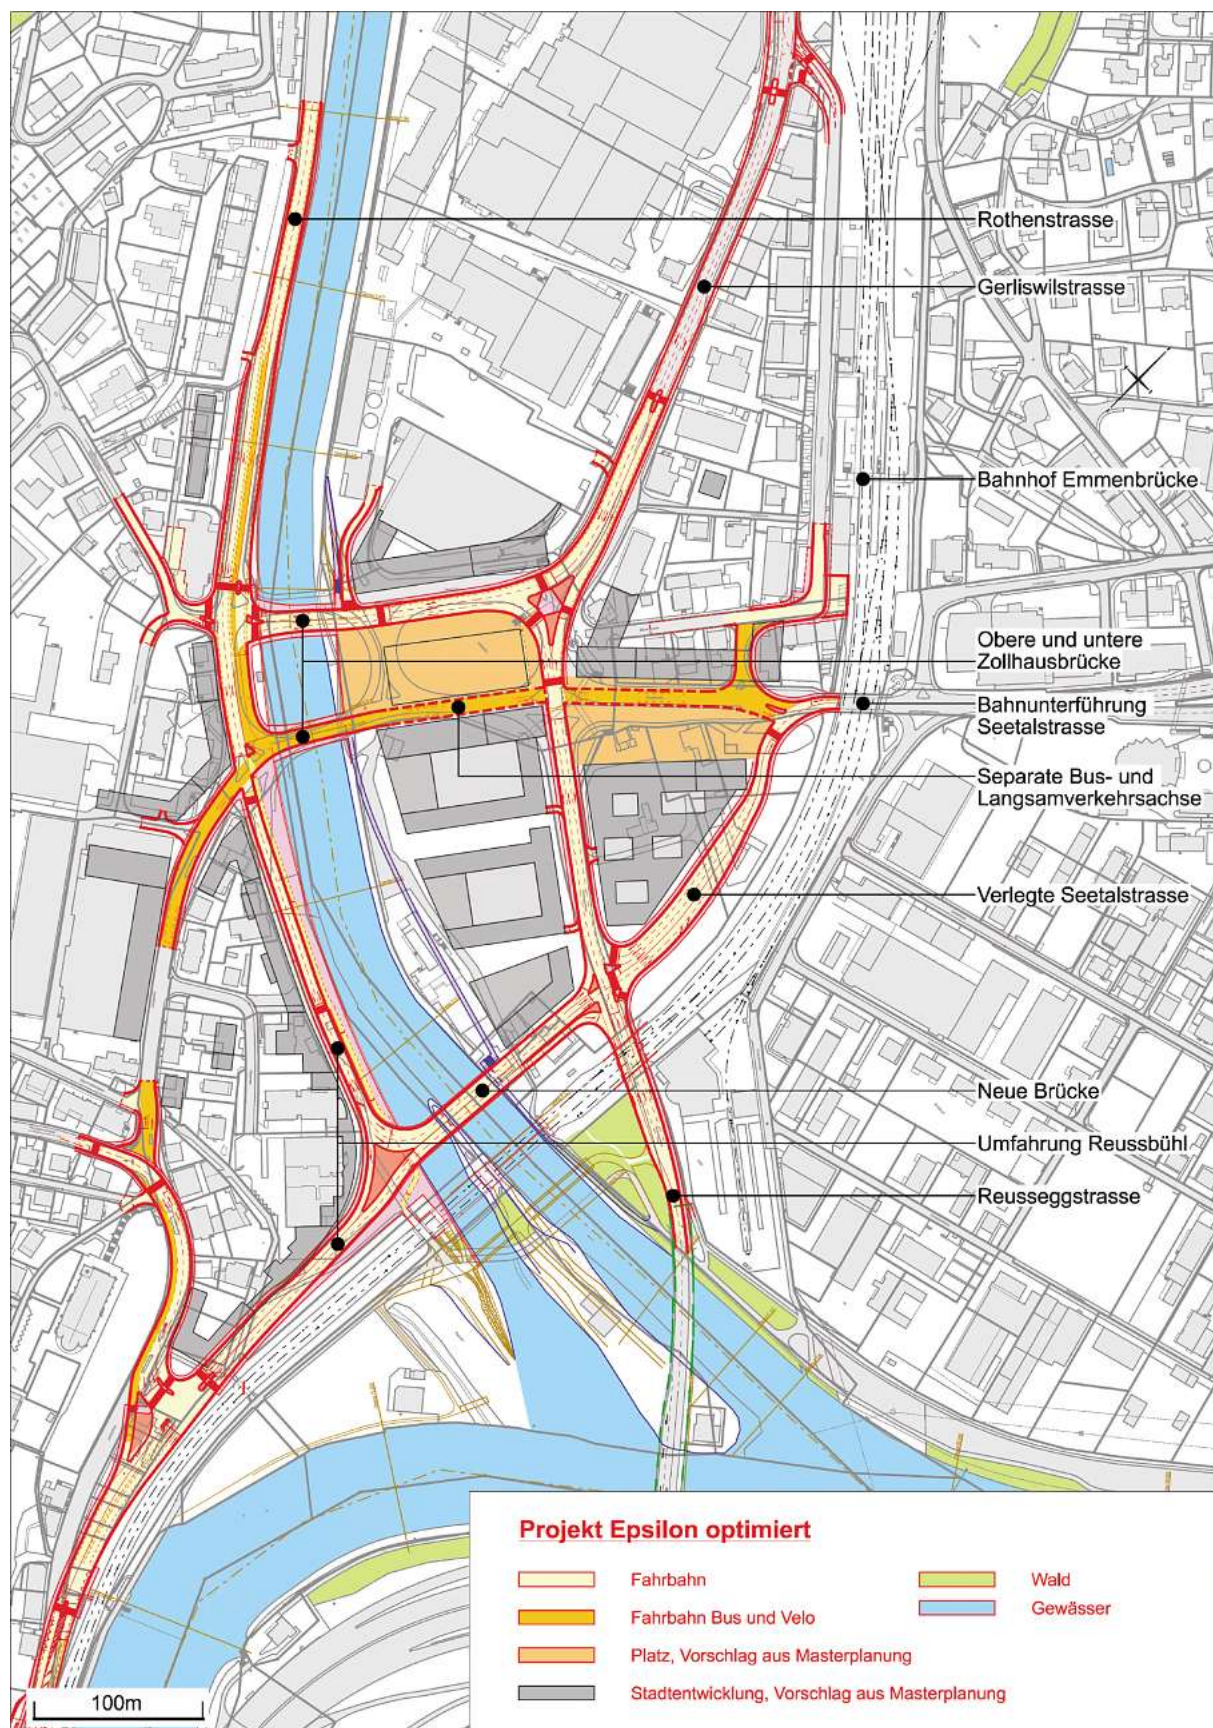 Rothenstrasse
Gerliswilstrasse
Bahnhof Emmenbrücke
Obere und untere
Zollhausbrücke
Bahnunterführung
Seetalstrasse
Separate Bus- und
Langsamverkehrsachse
Verlegte Seetalstrasse
Neue Brücke
Umfahrung Reussbühl
Reusseggstrasse
Projekt Epsilon optimiert
Fahrbahn
Fahrbahn Bus und Velo
Platz, Vorschlag aus Masterplanung
Stadtentwicklung, Vorschlag aus Masterplanung
Wald
Gewässer
100m